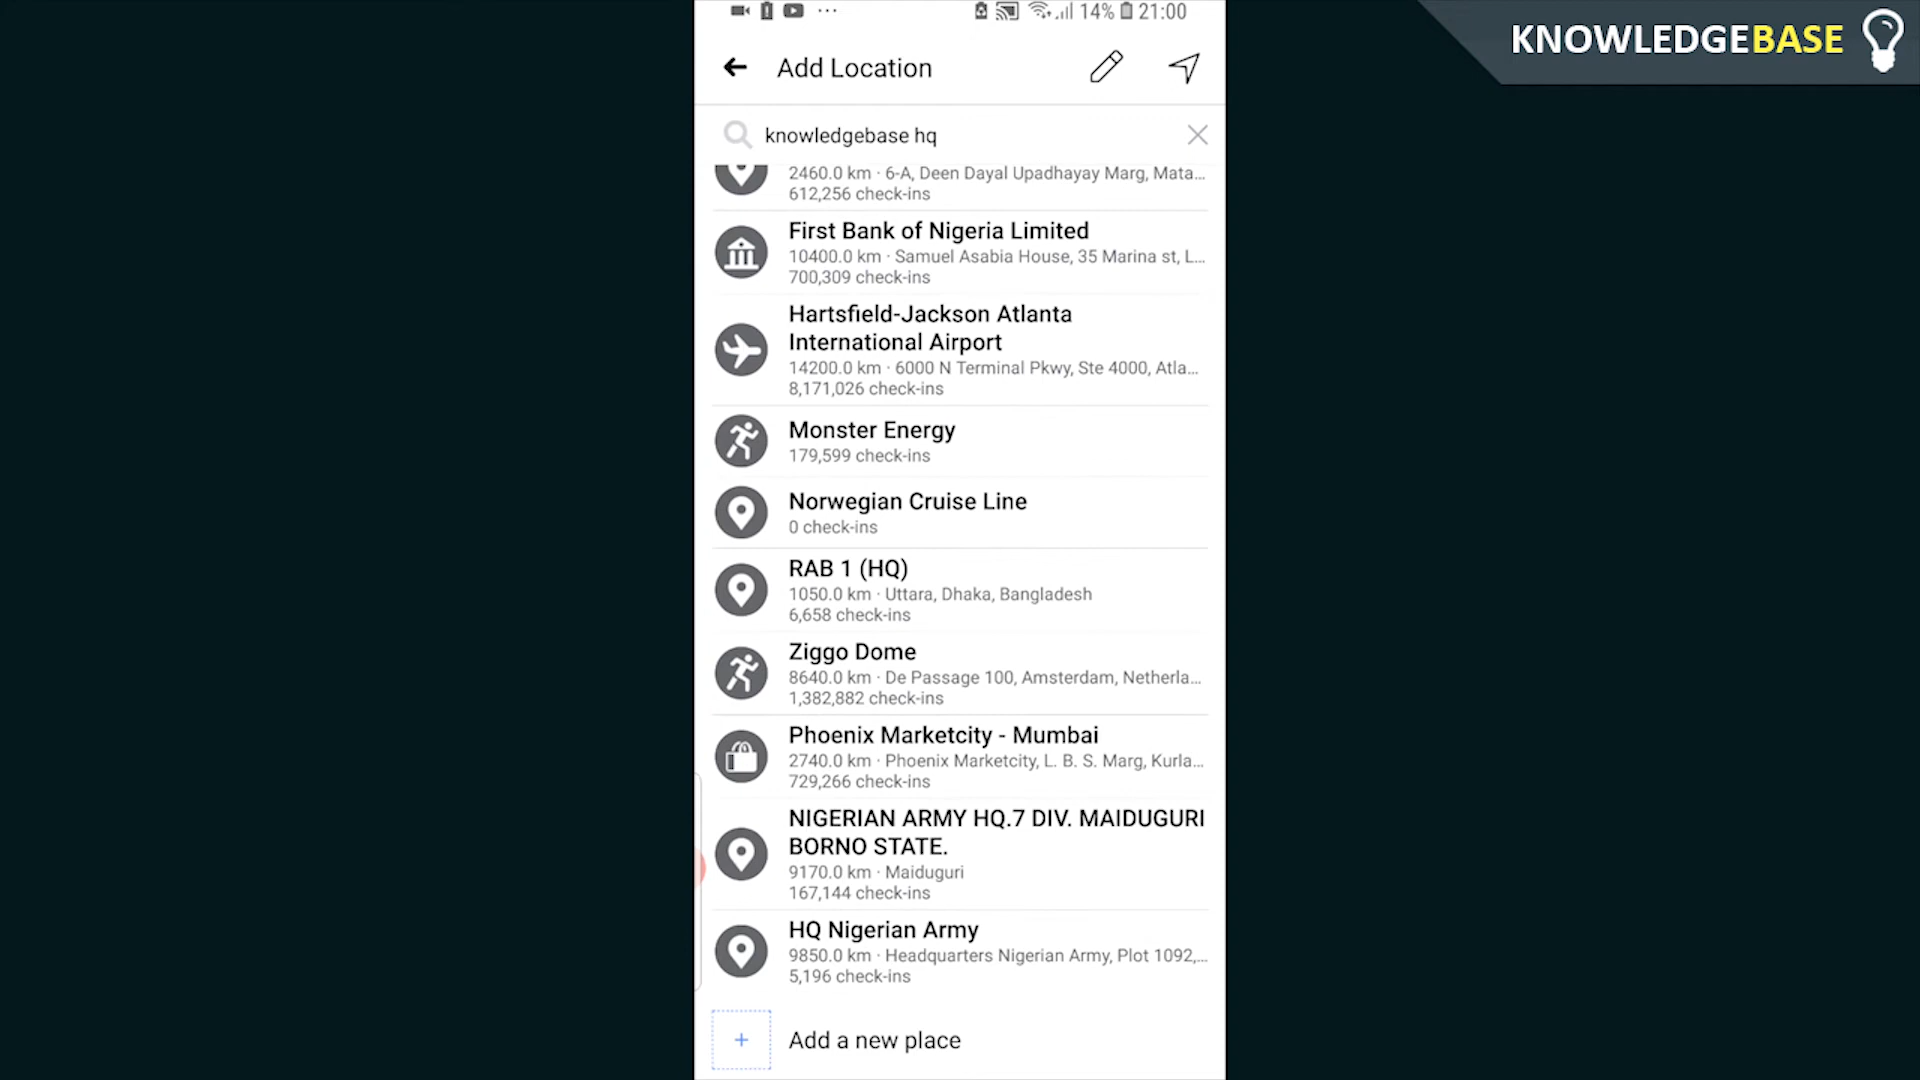 14% 21:00
KNOWLEDGEBASE
Add Location
knowledgebase hq
2460.0 km · 6-A, Deen Dayal Upadhayay Marg, Mata...
612,256 check-ins
First Bank of Nigeria Limited
10400.0 km · Samuel Asabia House, 35 Marina st, L...
700,309 check-ins
Hartsfield-Jackson Atlanta
International Airport
14200.0 km · 6000 N Terminal Pkwy, Ste 4000, Atla...
8,171,026 check-ins
Monster Energy
179,599 check-ins
Norwegian Cruise Line
0 check-ins
RAB 1 (HQ)
1050.0 km · Uttara, Dhaka, Bangladesh
6,658 check-ins
Ziggo Dome
8640.0 km · De Passage 100, Amsterdam, Netherla...
1,382,882 check-ins
Phoenix Marketcity - Mumbai
2740.0 km · Phoenix Marketcity, L. B. S. Marg, Kurla...
729,266 check-ins
NIGERIAN ARMY HQ.7 DIV. MAIDUGURI
BORNO STATE.
9170.0 km · Maiduguri
167,144 check-ins
HQ Nigerian Army
9850.0 km · Headquarters Nigerian Army, Plot 1092,...
5,196 check-ins
Add a new place